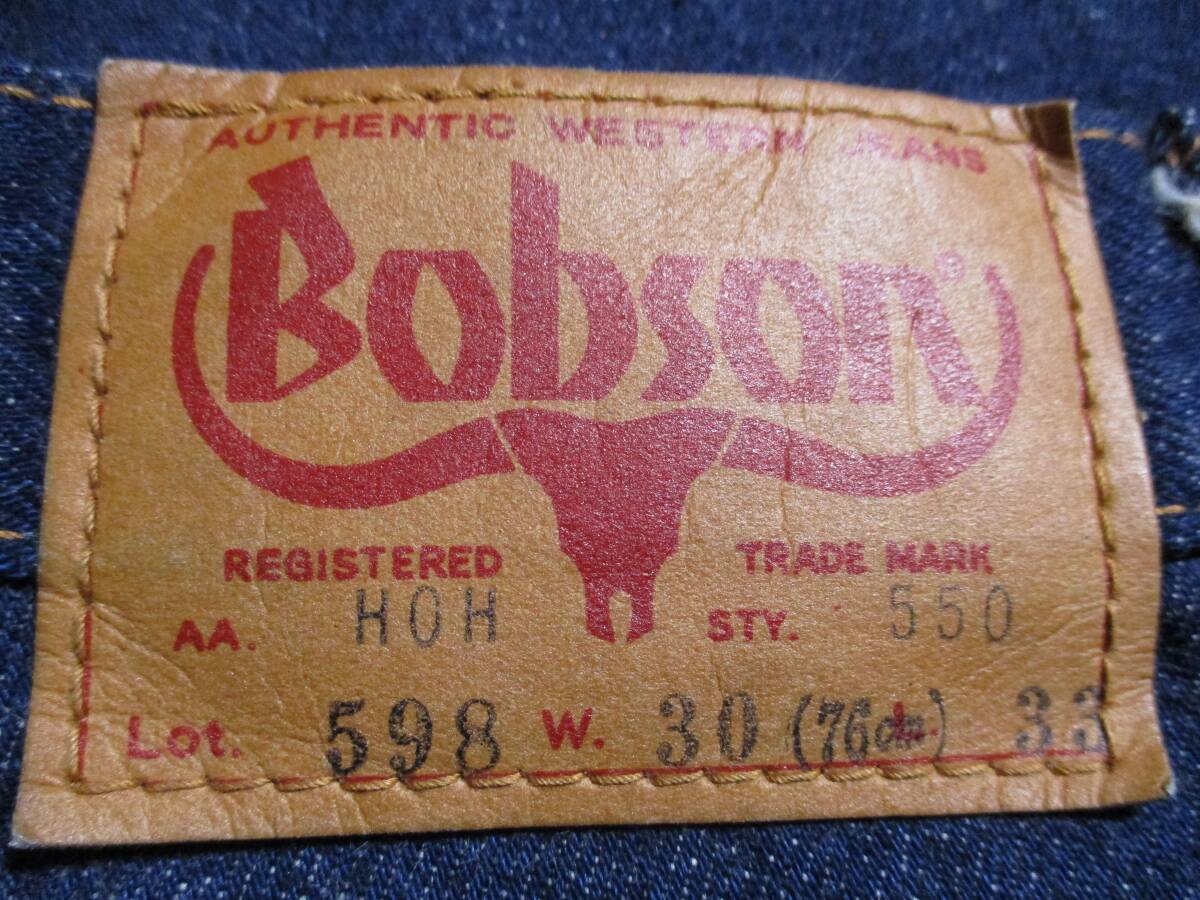 AUTHENTIC WESTERN JEANS
Bobson®
REGISTERED TRADE MARK
AA. HOH STY. 550
Lot. 598 W. 30 (76cm) L. 33